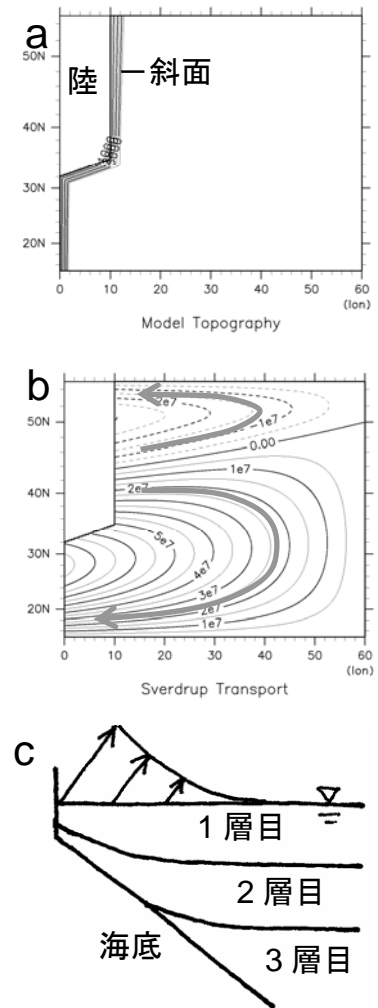 a
50N
40N
30N
20N
陸
斜面
0
10
20
30
40
50
60
(lon)
Model Topography
b
50N
40N
30N
20N
2e7
1e7
0.00
1e7
2e7
5e7
4e7
3e7
2e7
1e7
0
10
20
30
40
50
60
(lon)
Sverdrup Transport
c
1層目
2層目
海底
3層目